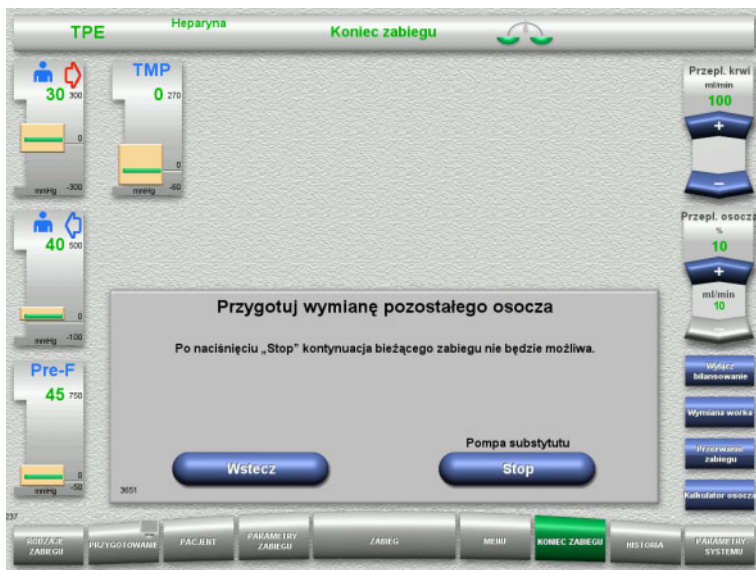 TPE
Heparyna
Koniec zabiegu
30 300
0
mmHg -300
TMP
0 270
0
mmHg -60
Przepl. krwi
ml/min
100
+
–
40 500
0
mmHg -100
Przepl. osocza
%
10
+
ml/min
10
–
Pre-F
45 750
0
mmHg -50
Przygotuj wymianę pozostałego osocza
Po naciśnięciu „Stop” kontynuacja bieżącego zabiegu nie będzie możliwa.
Pompa substytutu
Wstecz
Stop
3651
Wyłącz
bilansowanie
Wymiana worka
Przerwanie
zabiegu
Kalkulator osocza
237
RODZAJE
ZABIEGU
PRZYGOTOWANIE
PACJENT
PARAMETRY
ZABIEGU
ZABIEG
MENU
KONIEC ZABIEGU
HISTORIA
PARAMETRY
SYSTEMU